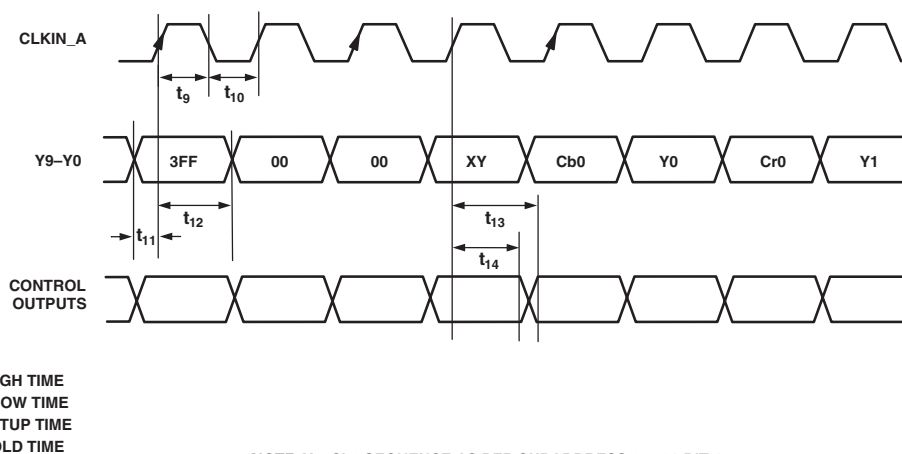 CLKIN_A
t9 t10
Y9–Y0 3FF 00 00 XY Cb0 Y0 Cr0 Y1
t12 t13
t11
t14
CONTROL
OUTPUTS
GH TIME
OW TIME
TUP TIME
OLD TIME